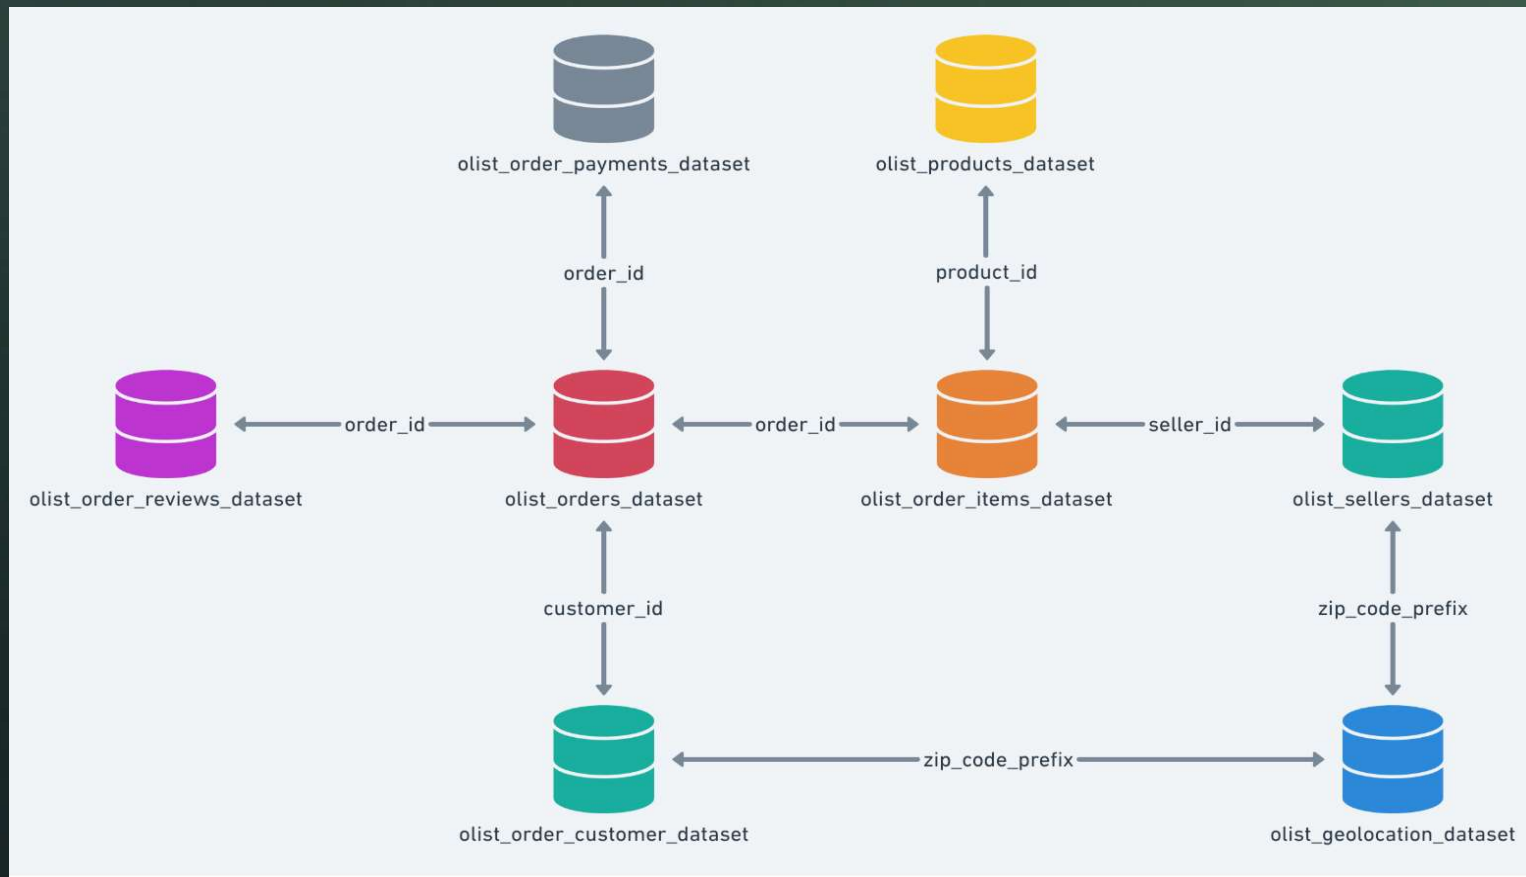 olist_order_payments_dataset
olist_products_dataset
order_id
product_id
order_id
order_id
seller_id
olist_order_reviews_dataset
olist_orders_dataset
olist_order_items_dataset
olist_sellers_dataset
customer_id
zip_code_prefix
zip_code_prefix
olist_order_customer_dataset
olist_geolocation_dataset